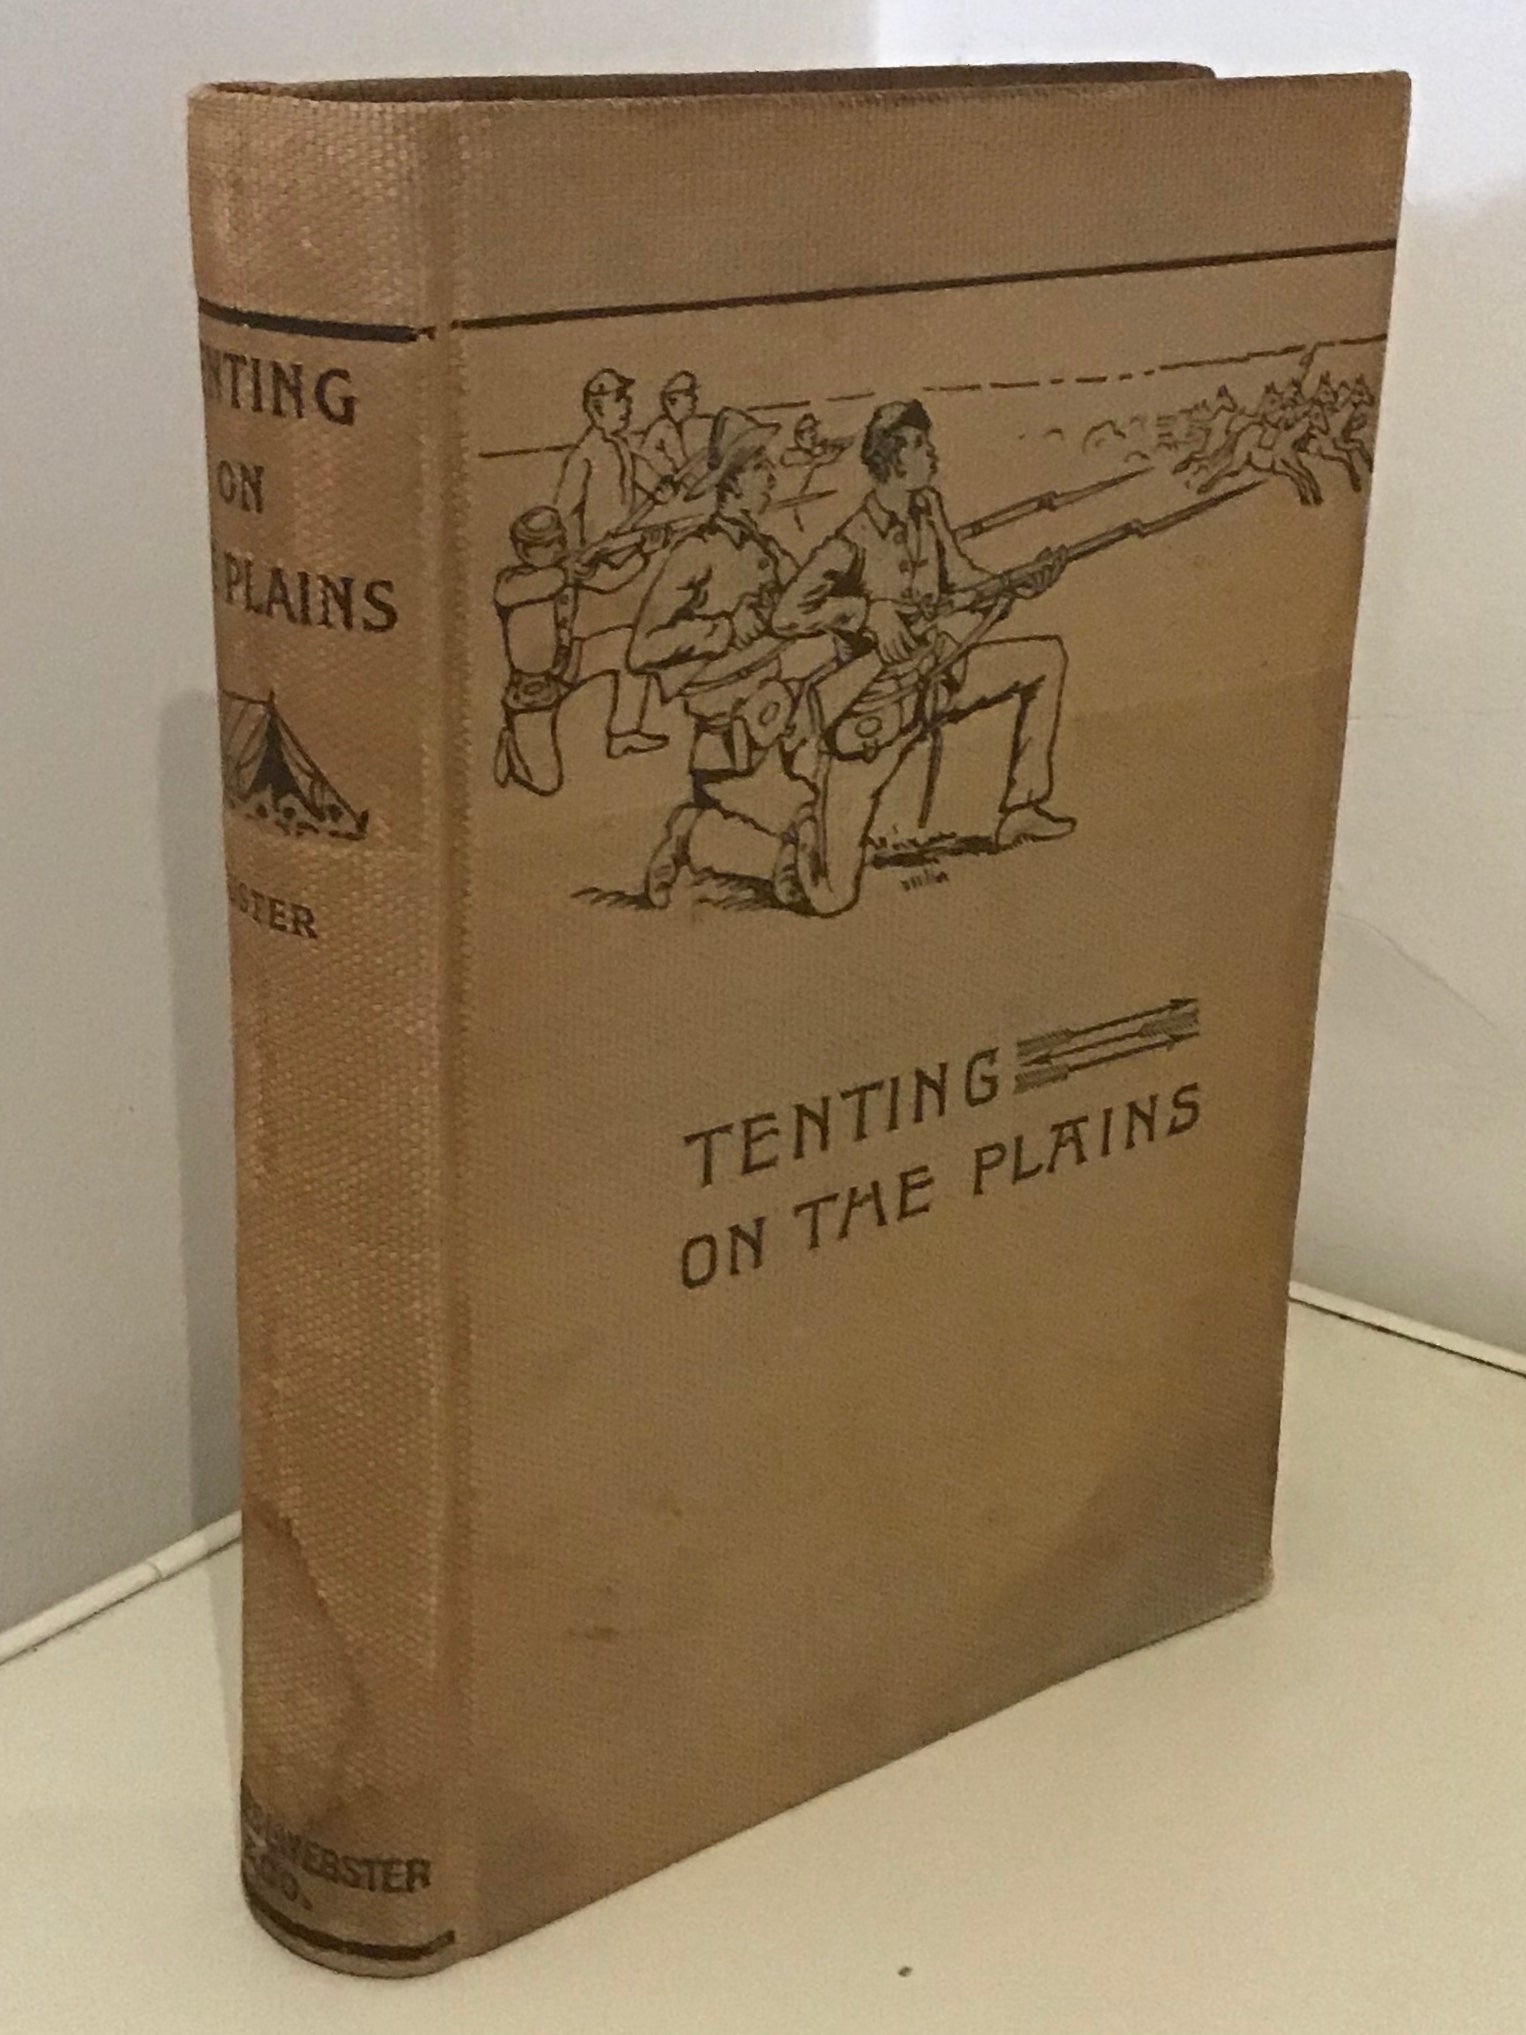 NTING
ON
PLAINS
STER
WEBSTER
CO.
TENTING
ON THE PLAINS